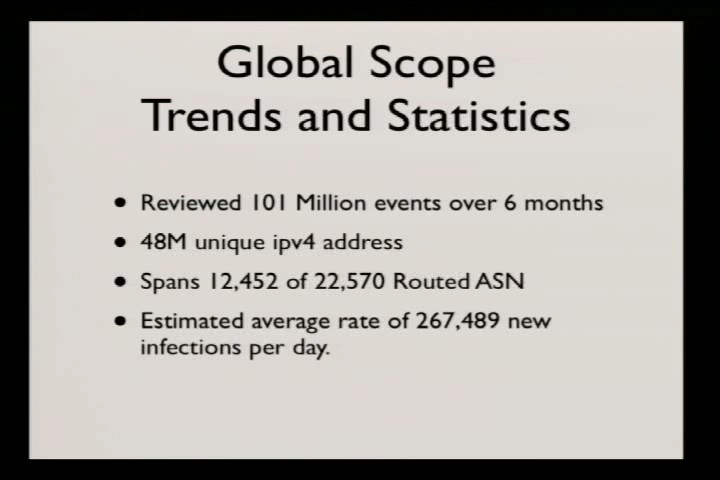 Global Scope
Trends and Statistics
• Reviewed 101 Million events over 6 months
• 48M unique ipv4 address
• Spans 12,452 of 22,570 Routed ASN
• Estimated average rate of 267,489 new
infections per day.